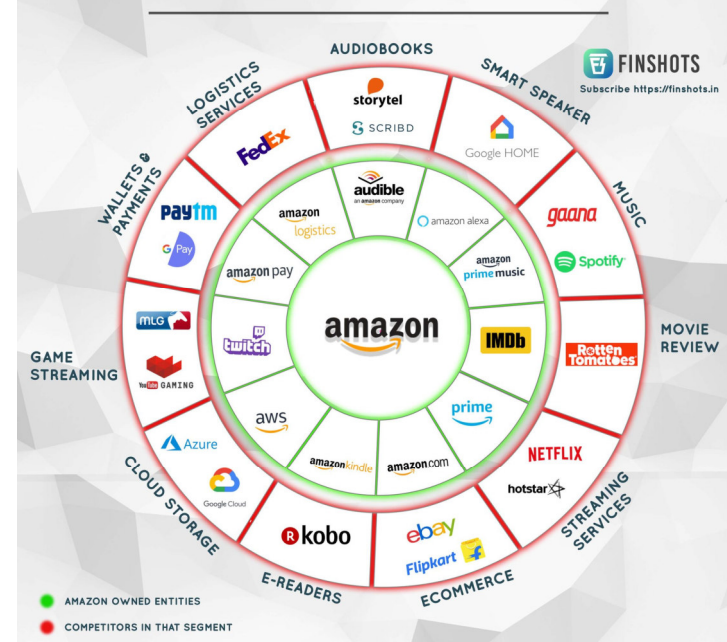 FINSHOTS
Subscribe https://finshots.in
AUDIOBOOKS
storytel
SCRIBD
SMART SPEAKER
Google HOME
MUSIC
gaana
Spotify
MOVIE
REVIEW
Rotten
Tomatoes
STREAMING
SERVICES
NETFLIX
hotstar
ECOMMERCE
ebay
Flipkart
E-READERS
Rakuten kobo
CLOUD STORAGE
Azure
Google Cloud
GAME
STREAMING
MLG
YouTube GAMING
WALLETS &
PAYMENTS
paytm
G Pay
LOGISTICS
SERVICES
FedEx
audible
an amazon company
amazon alexa
amazon
prime music
IMDb
prime
amazon.com
amazonkindle
aws
twitch
amazon pay
amazon
logistics
amazon
AMAZON OWNED ENTITIES
COMPETITORS IN THAT SEGMENT